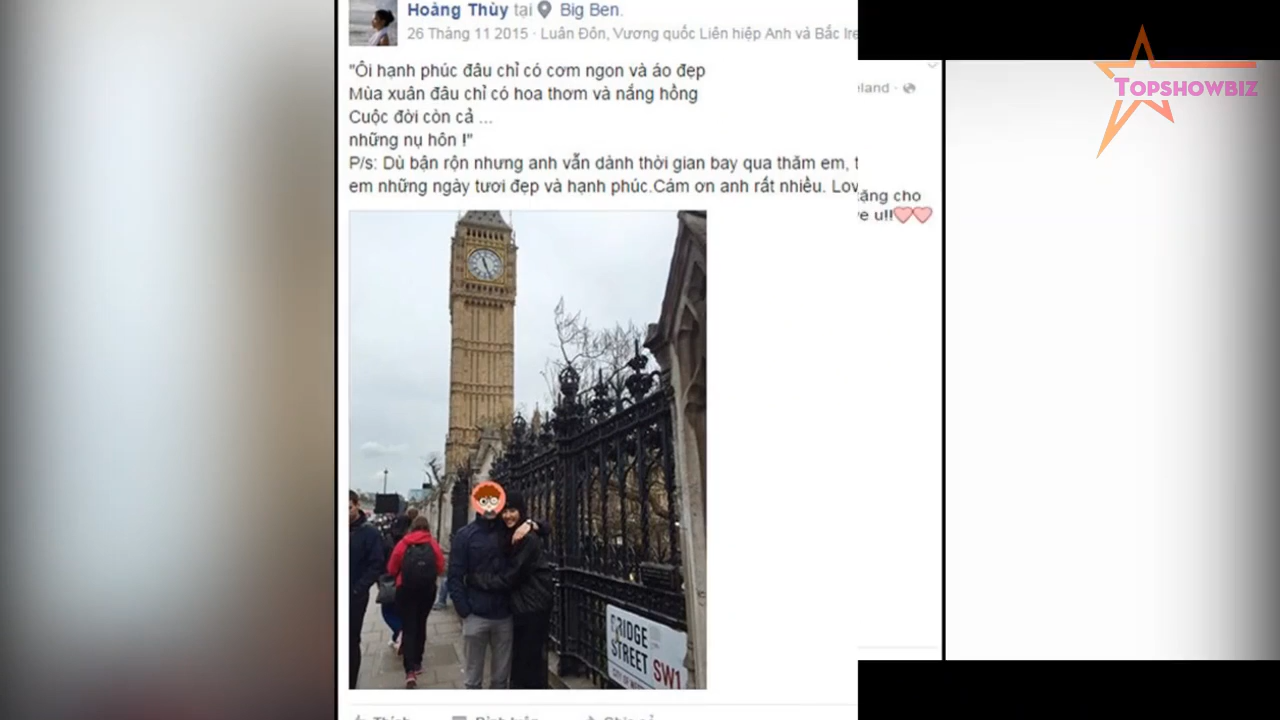 Hoàng Thùy tại Big Ben.
26 Tháng 11 2015 · Luân Đôn, Vương quốc Liên hiệp Anh và Bắc Ire
eland ·
"Ôi hạnh phúc đâu chỉ có cơm ngon và áo đẹp
Mùa xuân đâu chỉ có hoa thơm và nắng hồng
Cuộc đời còn cả ...
những nụ hôn !"
P/s: Dù bận rộn nhưng anh vẫn dành thời gian bay qua thăm em, t
em những ngày tươi đẹp và hạnh phúc.Cám ơn anh rất nhiều. Lov
tặng cho
ve u!!
TOPSHOWBIZ
BRIDGE
STREET SW1